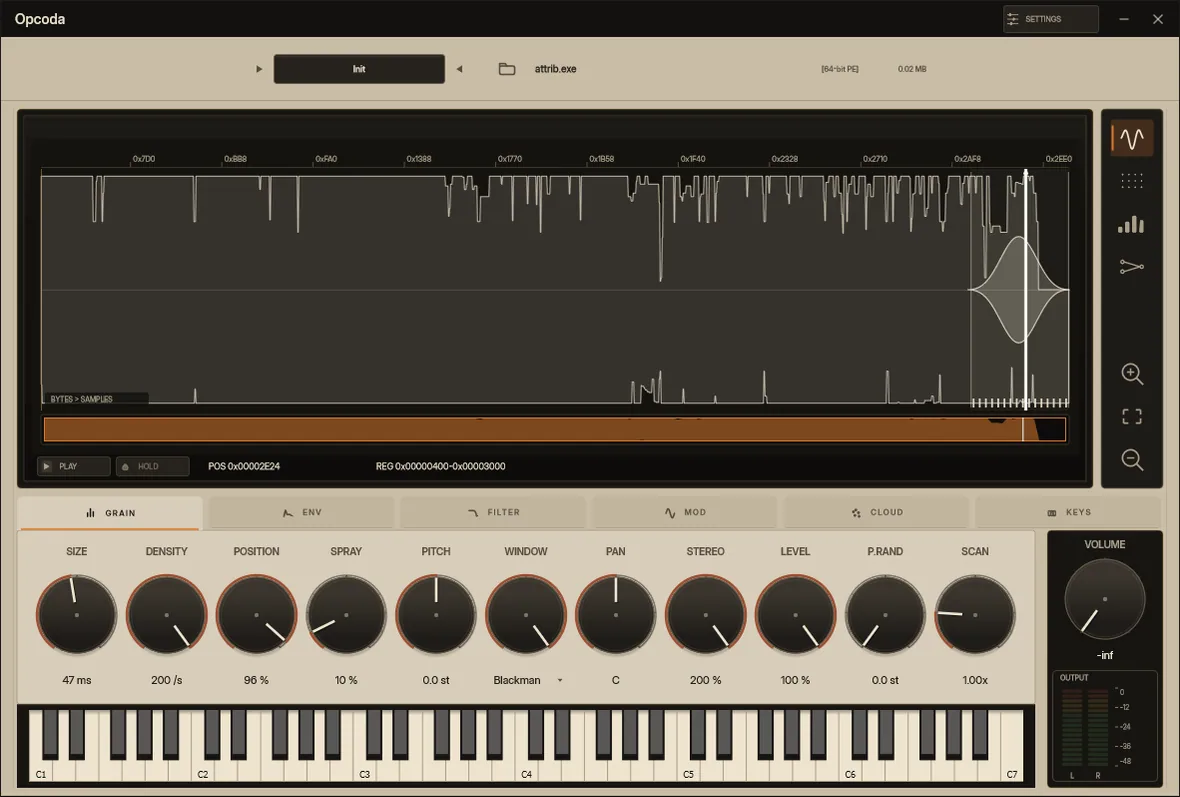 Opcoda
SETTINGS
Init
attrib.exe
[64-bit PE]
0.02 MB
0x7D0 0xBB8 0xFA0 0x1388 0x1770 0x1B58 0x1F40 0x2328 0x2710 0x2AF8 0x2EE0
BYTES > SAMPLES
PLAY HOLD POS 0x00002E24 REG 0x00000400-0x00003000
GRAIN ENV FILTER MOD CLOUD KEYS
SIZE DENSITY POSITION SPRAY PITCH WINDOW PAN STEREO LEVEL P.RAND SCAN
47 ms 200 /s 96 % 10 % 0.0 st Blackman C 200 % 100 % 0.0 st 1.00x
VOLUME
-inf
OUTPUT
0
-12
-24
-36
-48
L R
C1 C2 C3 C4 C5 C6 C7